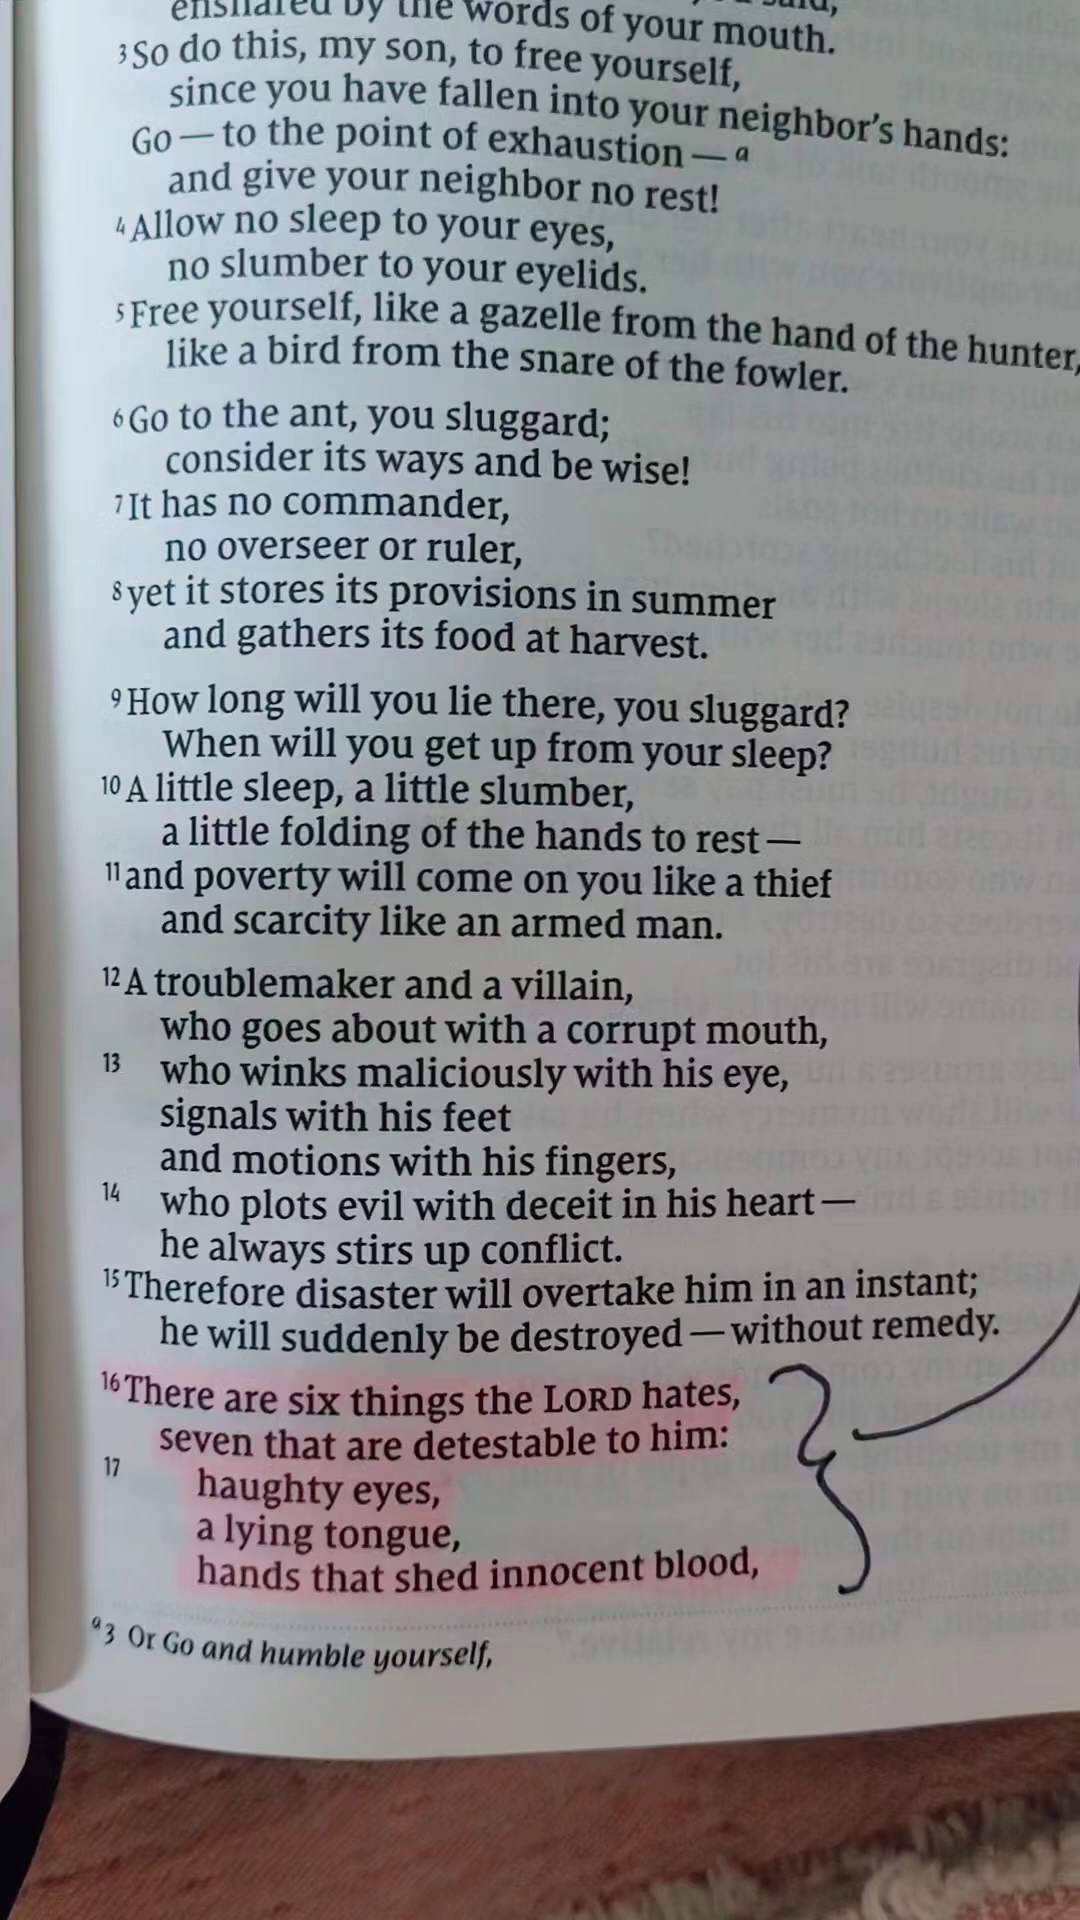 ensnared by the words of your mouth.
3 So do this, my son, to free yourself,
since you have fallen into your neighbor's hands:
Go — to the point of exhaustion — a
and give your neighbor no rest!
4 Allow no sleep to your eyes,
no slumber to your eyelids.
5 Free yourself, like a gazelle from the hand of the hunter,
like a bird from the snare of the fowler.
6 Go to the ant, you sluggard;
consider its ways and be wise!
7 It has no commander,
no overseer or ruler,
8 yet it stores its provisions in summer
and gathers its food at harvest.
9 How long will you lie there, you sluggard?
When will you get up from your sleep?
10 A little sleep, a little slumber,
a little folding of the hands to rest —
11 and poverty will come on you like a thief
and scarcity like an armed man.
12 A troublemaker and a villain,
who goes about with a corrupt mouth,
13 who winks maliciously with his eye,
signals with his feet
and motions with his fingers,
14 who plots evil with deceit in his heart —
he always stirs up conflict.
15 Therefore disaster will overtake him in an instant;
he will suddenly be destroyed — without remedy.
16 There are six things the LORD hates,
seven that are detestable to him:
17 haughty eyes,
a lying tongue,
hands that shed innocent blood,
a 3 Or Go and humble yourself,